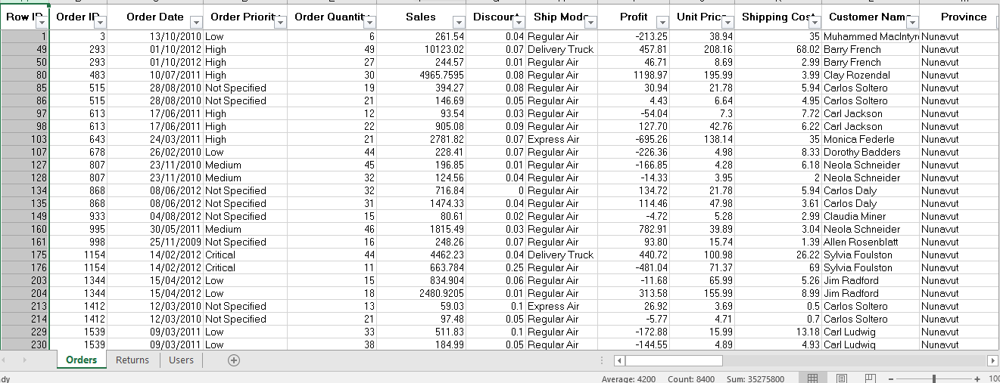 Row ID Order ID Order Date Order Priorit Order Quantit Sales Discoun Ship Mode Profit Unit Pric Shipping Cos Customer Nam Province
1 3 13/10/2010 Low 6 261.54 0.04 Regular Air -213.25 38.94 35 Muhammed MacIntyr Nunavut
49 293 01/10/2012 High 49 10123.02 0.07 Delivery Truck 457.81 208.16 68.02 Barry French Nunavut
50 293 01/10/2012 High 27 244.57 0.01 Regular Air 46.71 8.69 2.99 Barry French Nunavut
80 483 10/07/2011 High 30 4965.7595 0.08 Regular Air 1198.97 195.99 3.99 Clay Rozendal Nunavut
85 515 28/08/2010 Not Specified 19 394.27 0.08 Regular Air 30.94 21.78 5.94 Carlos Soltero Nunavut
86 515 28/08/2010 Not Specified 21 146.69 0.05 Regular Air 4.43 6.64 4.95 Carlos Soltero Nunavut
97 613 17/06/2011 High 12 93.54 0.03 Regular Air -54.04 7.3 7.72 Carl Jackson Nunavut
98 613 17/06/2011 High 22 905.08 0.09 Regular Air 127.70 42.76 6.22 Carl Jackson Nunavut
103 643 24/03/2011 High 21 2781.82 0.07 Express Air -695.26 138.14 35 Monica Federle Nunavut
107 678 26/02/2010 Low 44 228.41 0.07 Regular Air -226.36 4.98 8.33 Dorothy Badders Nunavut
127 807 23/11/2010 Medium 45 196.85 0.01 Regular Air -166.85 4.28 6.18 Neola Schneider Nunavut
128 807 23/11/2010 Medium 32 124.56 0.04 Regular Air -14.33 3.95 2 Neola Schneider Nunavut
134 868 08/06/2012 Not Specified 32 716.84 0 Regular Air 134.72 21.78 5.94 Carlos Daly Nunavut
135 868 08/06/2012 Not Specified 31 1474.33 0.04 Regular Air 114.46 47.98 3.61 Carlos Daly Nunavut
149 933 04/08/2012 Not Specified 15 80.61 0.02 Regular Air -4.72 5.28 2.99 Claudia Miner Nunavut
160 995 30/05/2011 Medium 46 1815.49 0.03 Regular Air 782.91 39.89 3.04 Neola Schneider Nunavut
161 998 25/11/2009 Not Specified 16 248.26 0.07 Regular Air 93.80 15.74 1.39 Allen Rosenblatt Nunavut
175 1154 14/02/2012 Critical 44 4462.23 0.04 Delivery Truck 440.72 100.98 26.22 Sylvia Foulston Nunavut
176 1154 14/02/2012 Critical 11 663.784 0.25 Regular Air -481.04 71.37 69 Sylvia Foulston Nunavut
203 1344 15/04/2012 Low 15 834.904 0.06 Regular Air -11.68 65.99 5.26 Jim Radford Nunavut
204 1344 15/04/2012 Low 18 2480.9205 0.01 Regular Air 313.58 155.99 8.99 Jim Radford Nunavut
213 1412 12/03/2010 Not Specified 13 59.03 0.1 Express Air 26.92 3.69 0.5 Carlos Soltero Nunavut
214 1412 12/03/2010 Not Specified 21 97.48 0.05 Regular Air -5.77 4.71 0.7 Carlos Soltero Nunavut
229 1539 09/03/2011 Low 33 511.83 0.1 Regular Air -172.88 15.99 13.18 Carl Ludwig Nunavut
230 1539 09/03/2011 Low 38 184.99 0.05 Regular Air -144.55 4.89 4.93 Carl Ludwig Nunavut
Orders Returns Users
dy Average: 4200 Count: 8400 Sum: 35275800 100